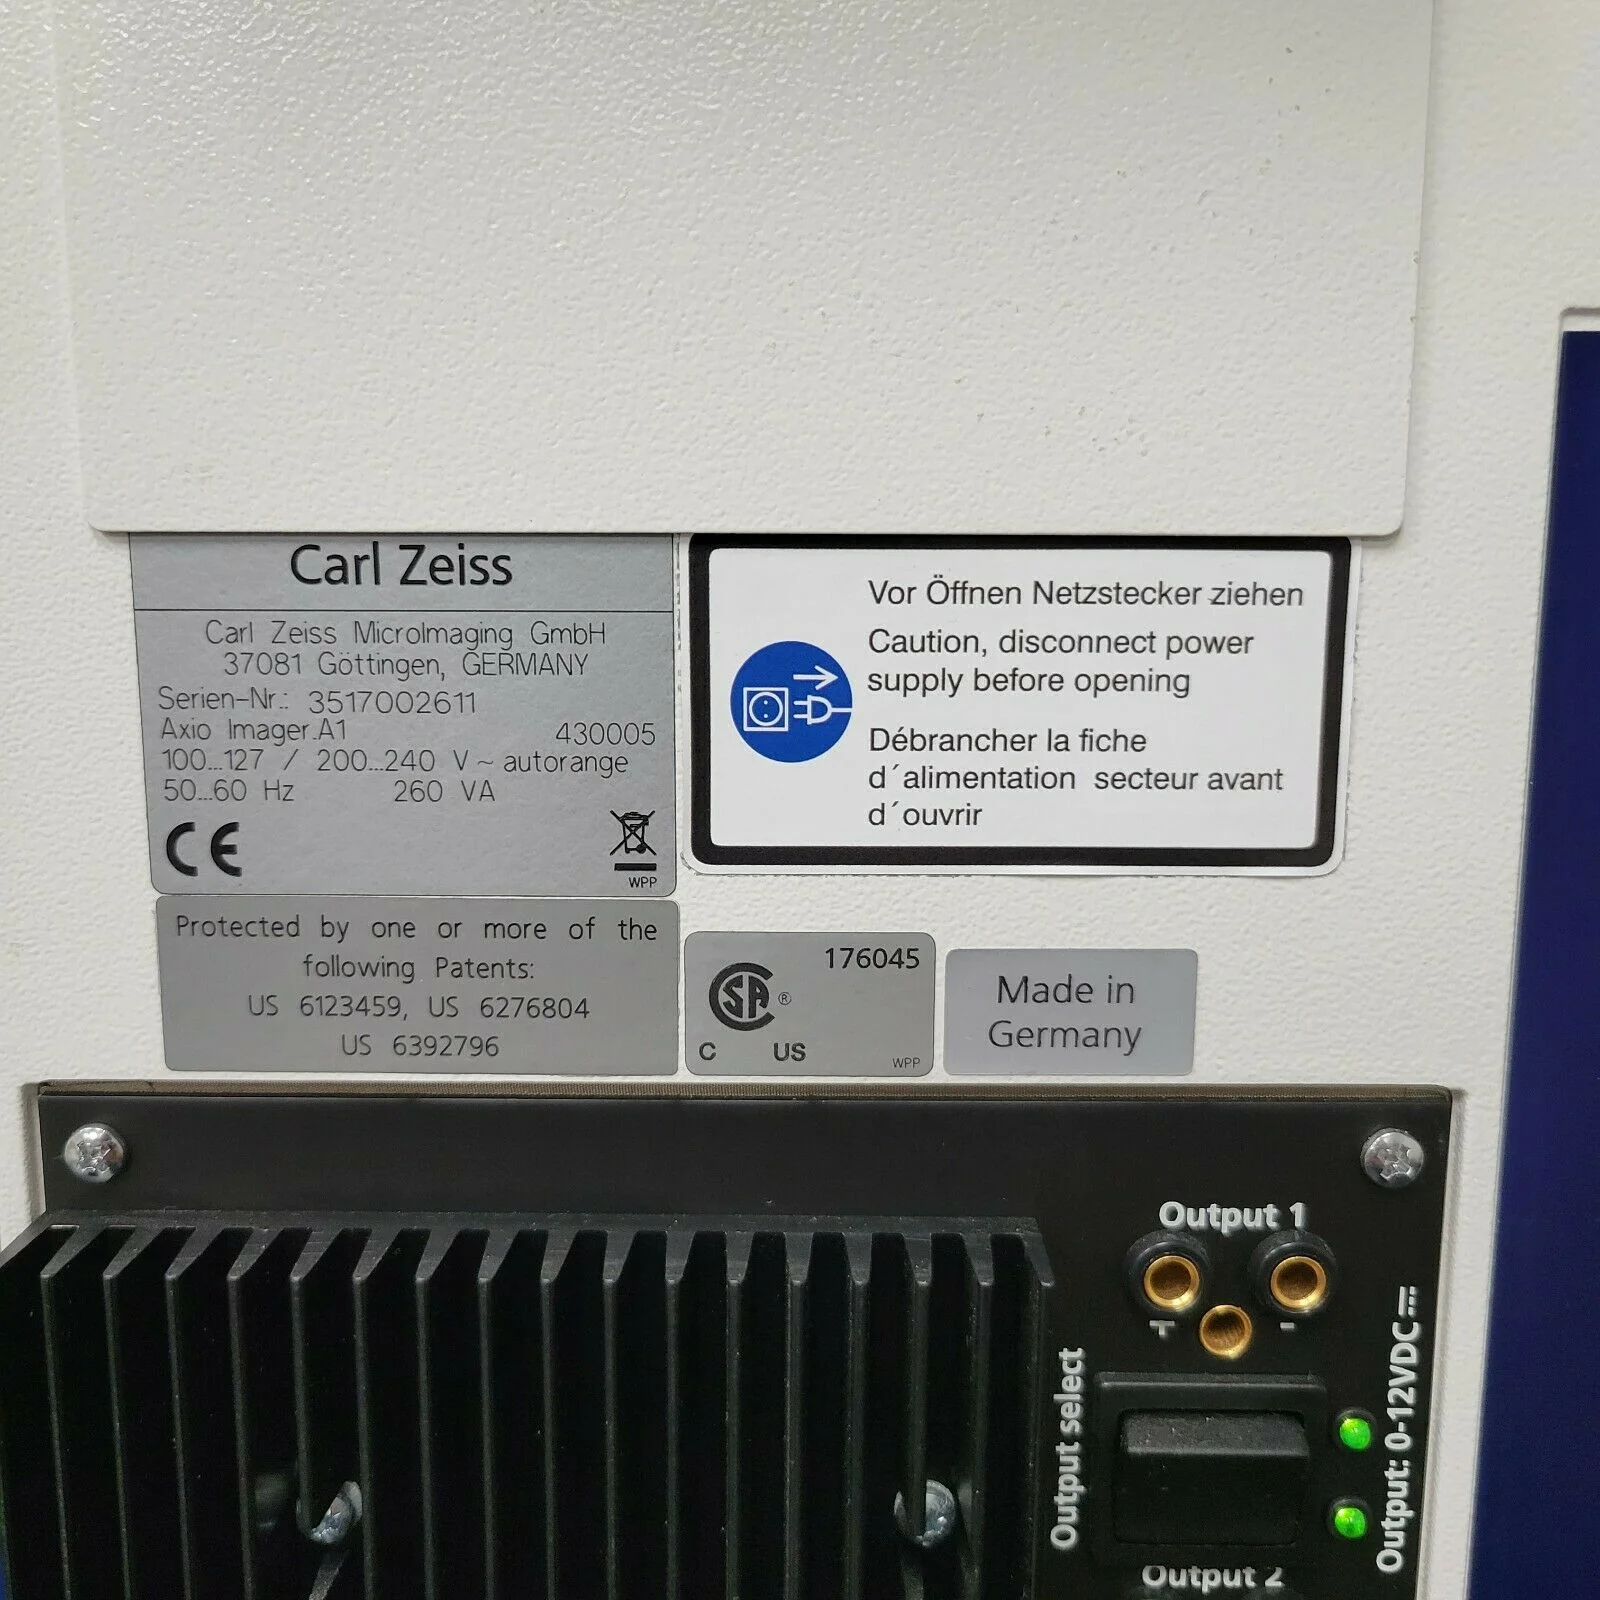 Carl Zeiss
Carl Zeiss MicroImaging GmbH
37081 Göttingen, GERMANY
Serien-Nr.: 3517002611
Axio Imager.A1 430005
100...127 / 200...240 V ~ autorange
50...60 Hz 260 VA
CE
WPP
Vor Öffnen Netzstecker ziehen
Caution, disconnect power
supply before opening
Débrancher la fiche
d´alimentation secteur avant
d´ouvrir
Protected by one or more of the
following Patents:
US 6123459, US 6276804
US 6392796
176045
CSA ®
C US
WPP
Made in
Germany
Output 1
+ -
Output select
Output: 0-12VDC
Output 2